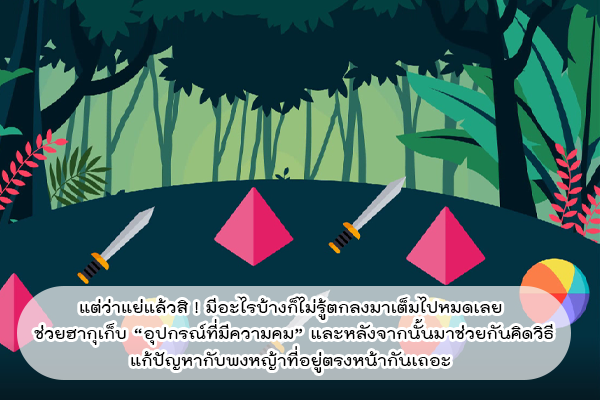 แต่ว่าแย่แล้วสิ ! มีอะไรบ้างก็ไม่รู้ตกลงมาเต็มไปหมดเลย
ช่วยฮากุเก็บ “อุปกรณ์ที่มีความคม” และหลังจากนั้นมาช่วยกันคิดวิธี
แก้ปัญหากับพงหญ้าที่อยู่ตรงหน้ากันเถอะ